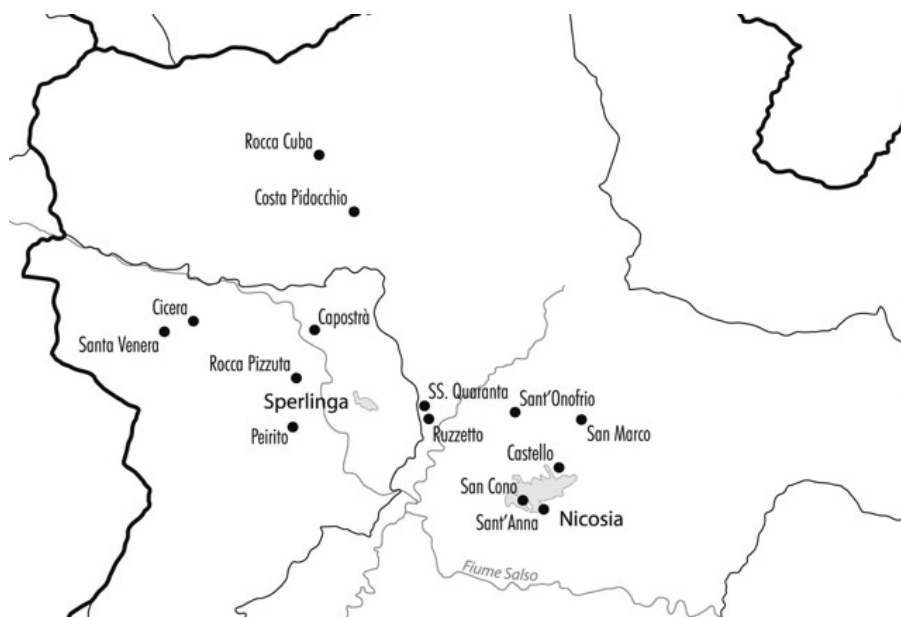 Rocca Cuba
Costa Pidocchio
Cicera
Capostrà
Santa Venera
Rocca Pizzuta
SS. Quaranta
Sant'Onofrio
Sperlinga
Peirito
Ruzzetto
San Marco
Castello
San Cono
Sant'Anna
Nicosia
Fiume Salso